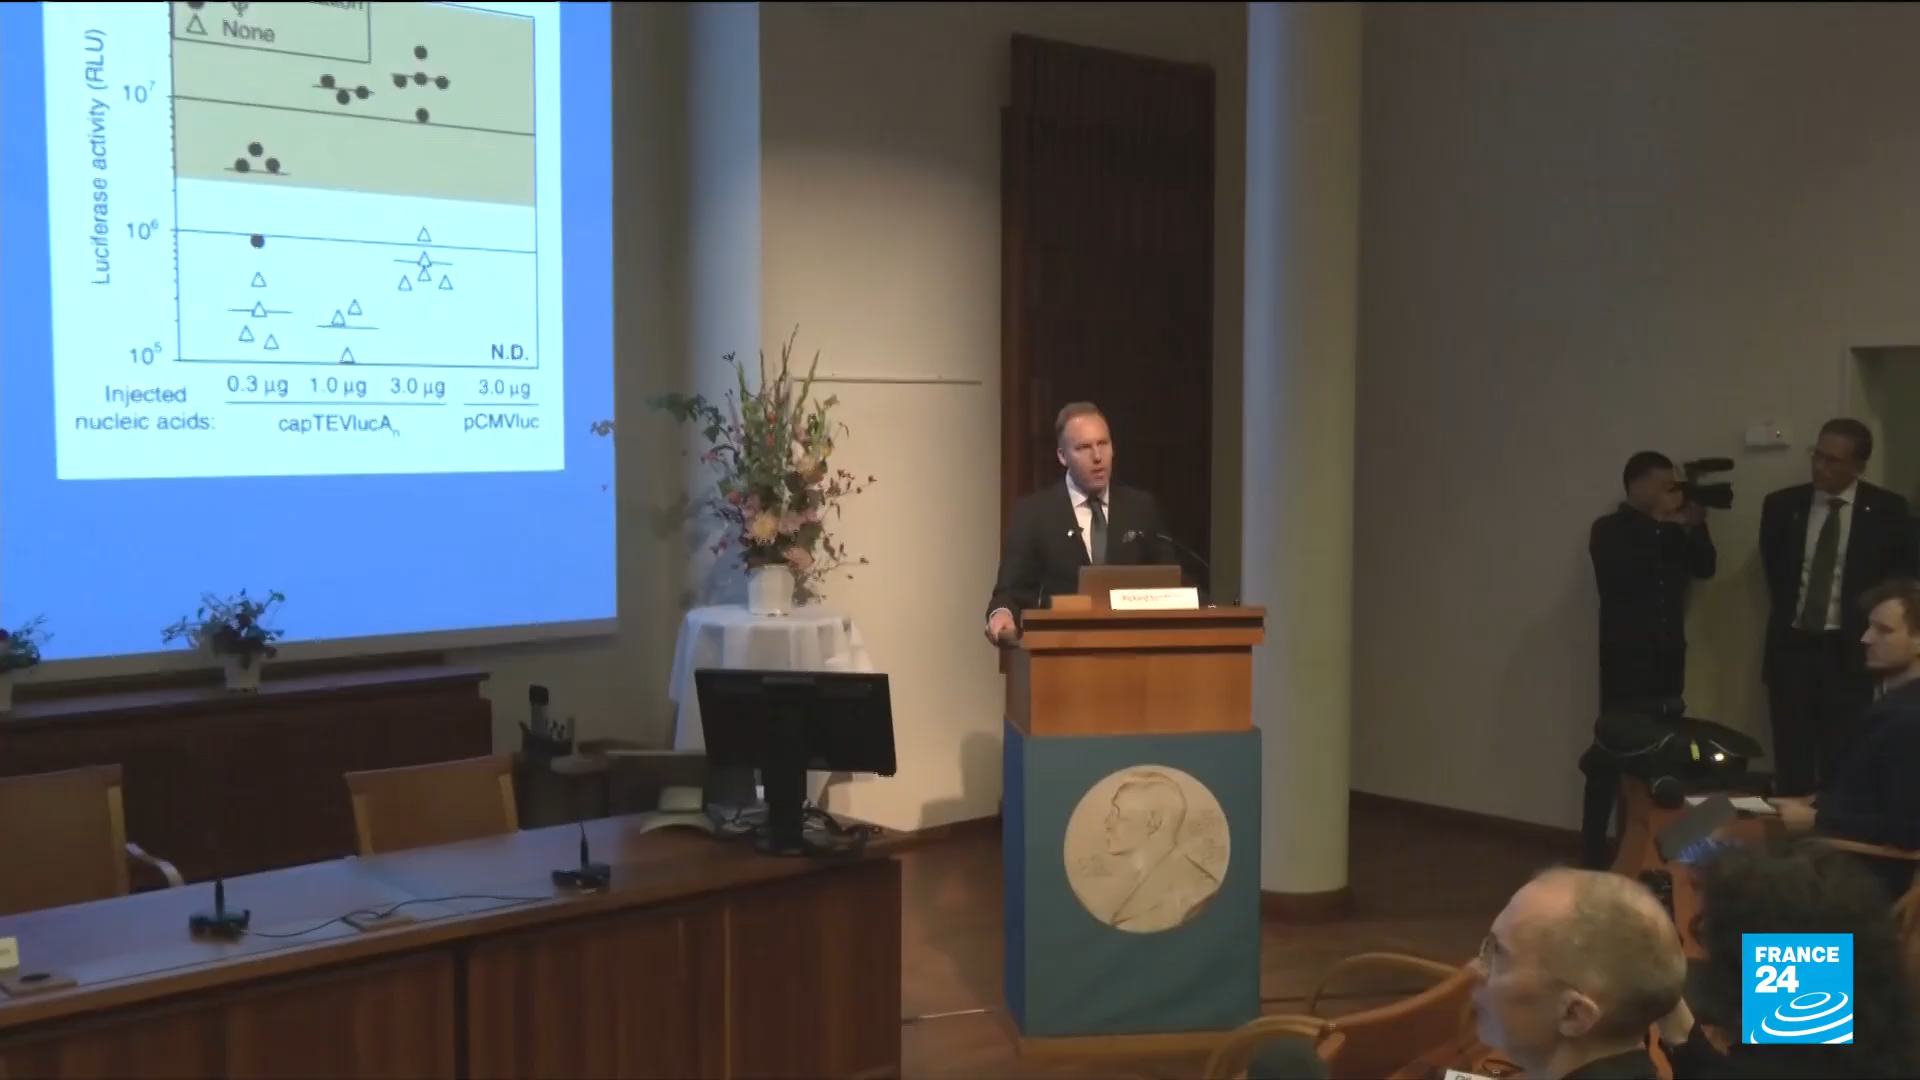 Ψ
None
Luciferase activity (RLU)
10⁷
10⁶
10⁵
N.D.
Injected
nucleic acids:
0.3 µg 1.0 µg 3.0 µg 3.0 µg
capTEVlucAₙ pCMVluc
FRANCE
24